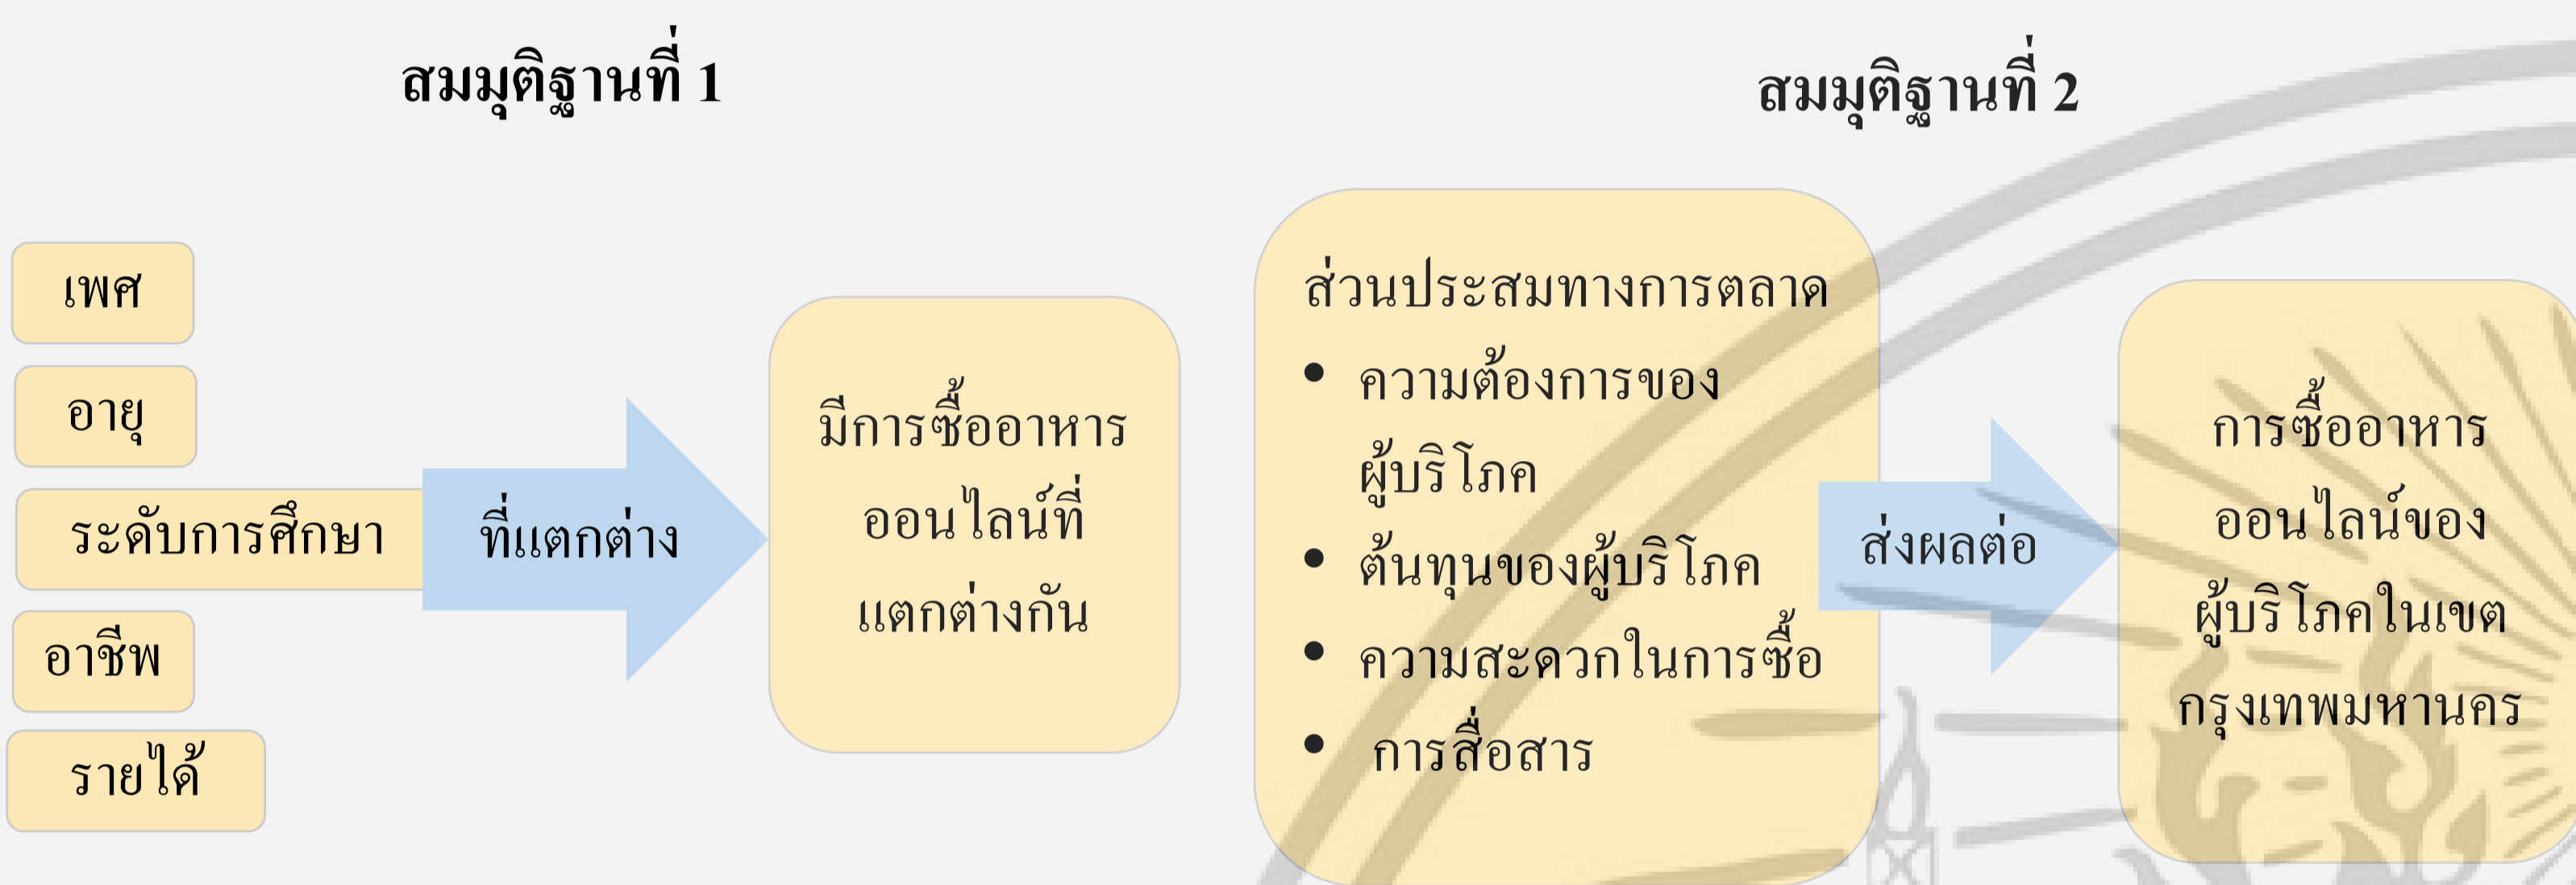 สมมุติฐานที่ 1
เพศ
อายุ
ระดับการศึกษา
อาชีพ
รายได้
ที่แตกต่าง
มีการซื้ออาหาร
ออนไลน์ที่
แตกต่างกัน
สมมุติฐานที่ 2
ส่วนประสมทางการตลาด
• ความต้องการของ
ผู้บริโภค
• ต้นทุนของผู้บริโภค
• ความสะดวกในการซื้อ
• การสื่อสาร
ส่งผลต่อ
การซื้ออาหาร
ออนไลน์ของ
ผู้บริโภคในเขต
กรุงเทพมหานคร